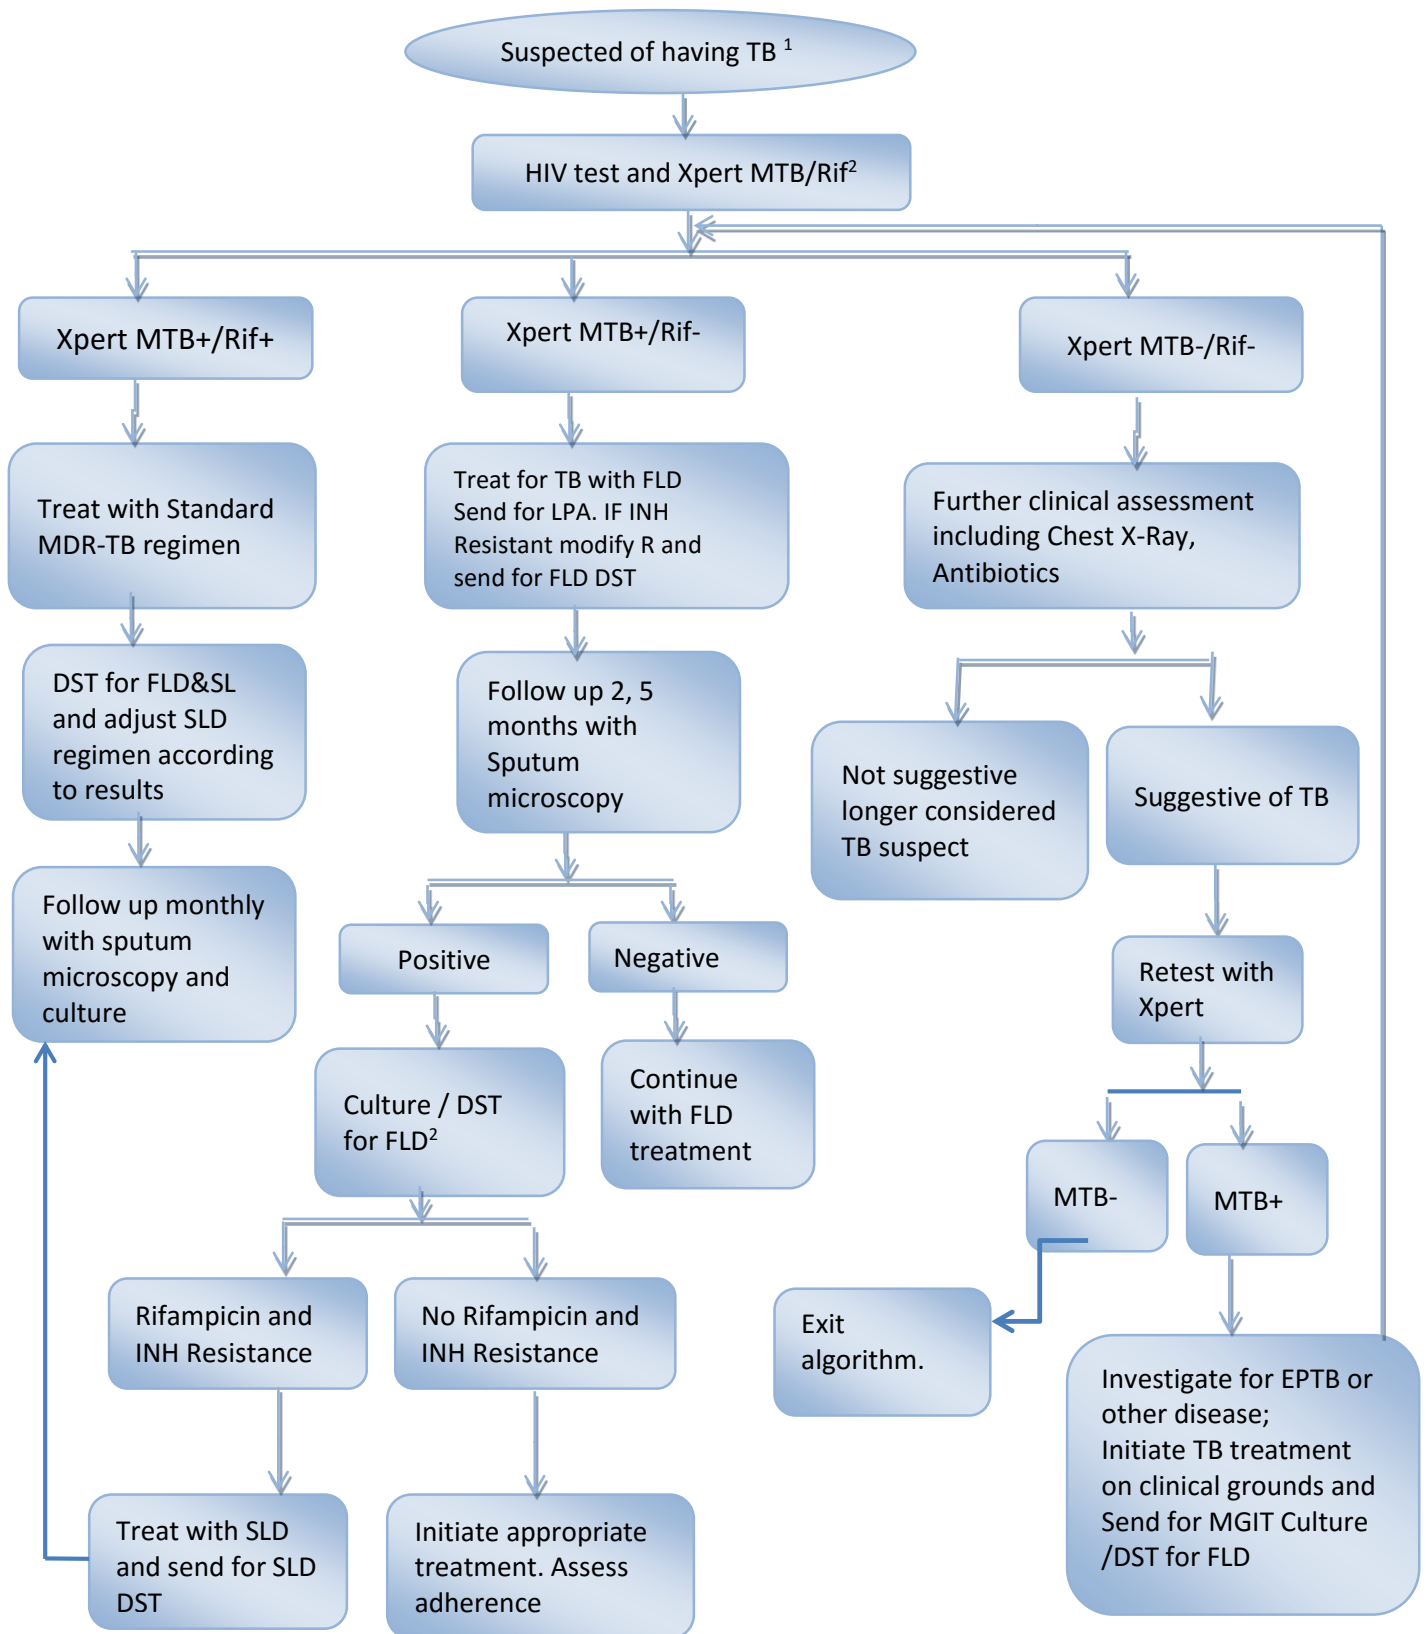 Suspected of having TB 1
HIV test and Xpert MTB/Rif2
Xpert MTB+/Rif+
Xpert MTB+/Rif-
Xpert MTB-/Rif-
Treat with Standard
MDR-TB regimen
Treat for TB with FLD
Send for LPA. IF INH
Resistant modify R and
send for FLD DST
Further clinical assessment
including Chest X-Ray,
Antibiotics
DST for FLD&SL
and adjust SLD
regimen according
to results
Follow up 2, 5
months with
Sputum
microscopy
Not suggestive
longer considered
TB suspect
Suggestive of TB
Follow up monthly
with sputum
microscopy and
culture
Positive
Negative
Retest with
Xpert
Culture / DST
for FLD2
Continue
with FLD
treatment
MTB-
MTB+
Rifampicin and
INH Resistance
No Rifampicin and
INH Resistance
Exit
algorithm.
Investigate for EPTB or
other disease;
Initiate TB treatment
on clinical grounds and
Send for MGIT Culture
/DST for FLD
Treat with SLD
and send for SLD
DST
Initiate appropriate
treatment. Assess
adherence